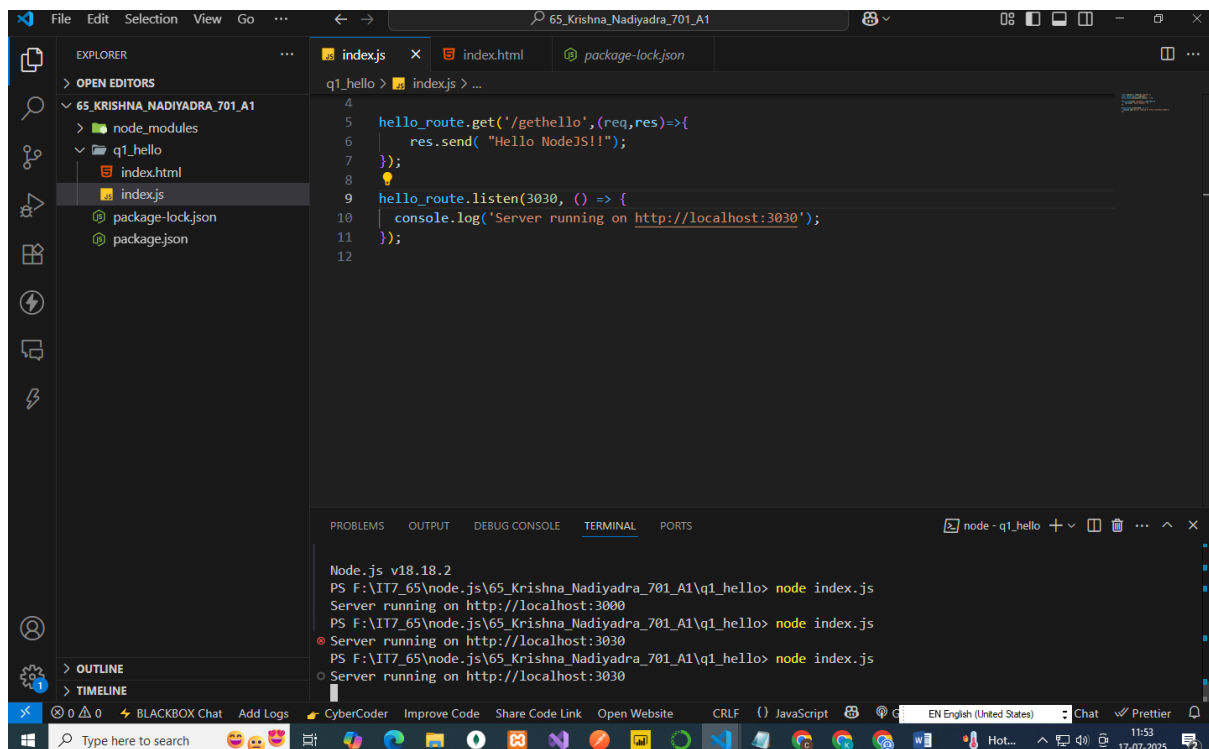 File Edit Selection View Go ··· 65_Krishna_Nadiyadra_701_A1
EXPLORER ···
index.js index.html package-lock.json
OPEN EDITORS
q1_hello > index.js > ...
65_KRISHNA_NADIYADRA_701_A1
node_modules
q1_hello
index.html
index.js
package-lock.json
package.json
4
5 hello_route.get('/gethello',(req,res)=>{
6 res.send( "Hello NodeJS!!");
7 });
8
9 hello_route.listen(3030, () => {
10 console.log('Server running on http://localhost:3030');
11 });
12
PROBLEMS OUTPUT DEBUG CONSOLE TERMINAL PORTS node - q1_hello
Node.js v18.18.2
PS F:\IT7_65\node.js\65_Krishna_Nadiyadra_701_A1\q1_hello> node index.js
Server running on http://localhost:3000
PS F:\IT7_65\node.js\65_Krishna_Nadiyadra_701_A1\q1_hello> node index.js
Server running on http://localhost:3030
PS F:\IT7_65\node.js\65_Krishna_Nadiyadra_701_A1\q1_hello> node index.js
Server running on http://localhost:3030
OUTLINE
TIMELINE
1
0 0 BLACKBOX Chat Add Logs CyberCoder Improve Code Share Code Link Open Website CRLF {} JavaScript G EN English (United States) Chat Prettier
Type here to search Hot... 11:53
17-07-2025